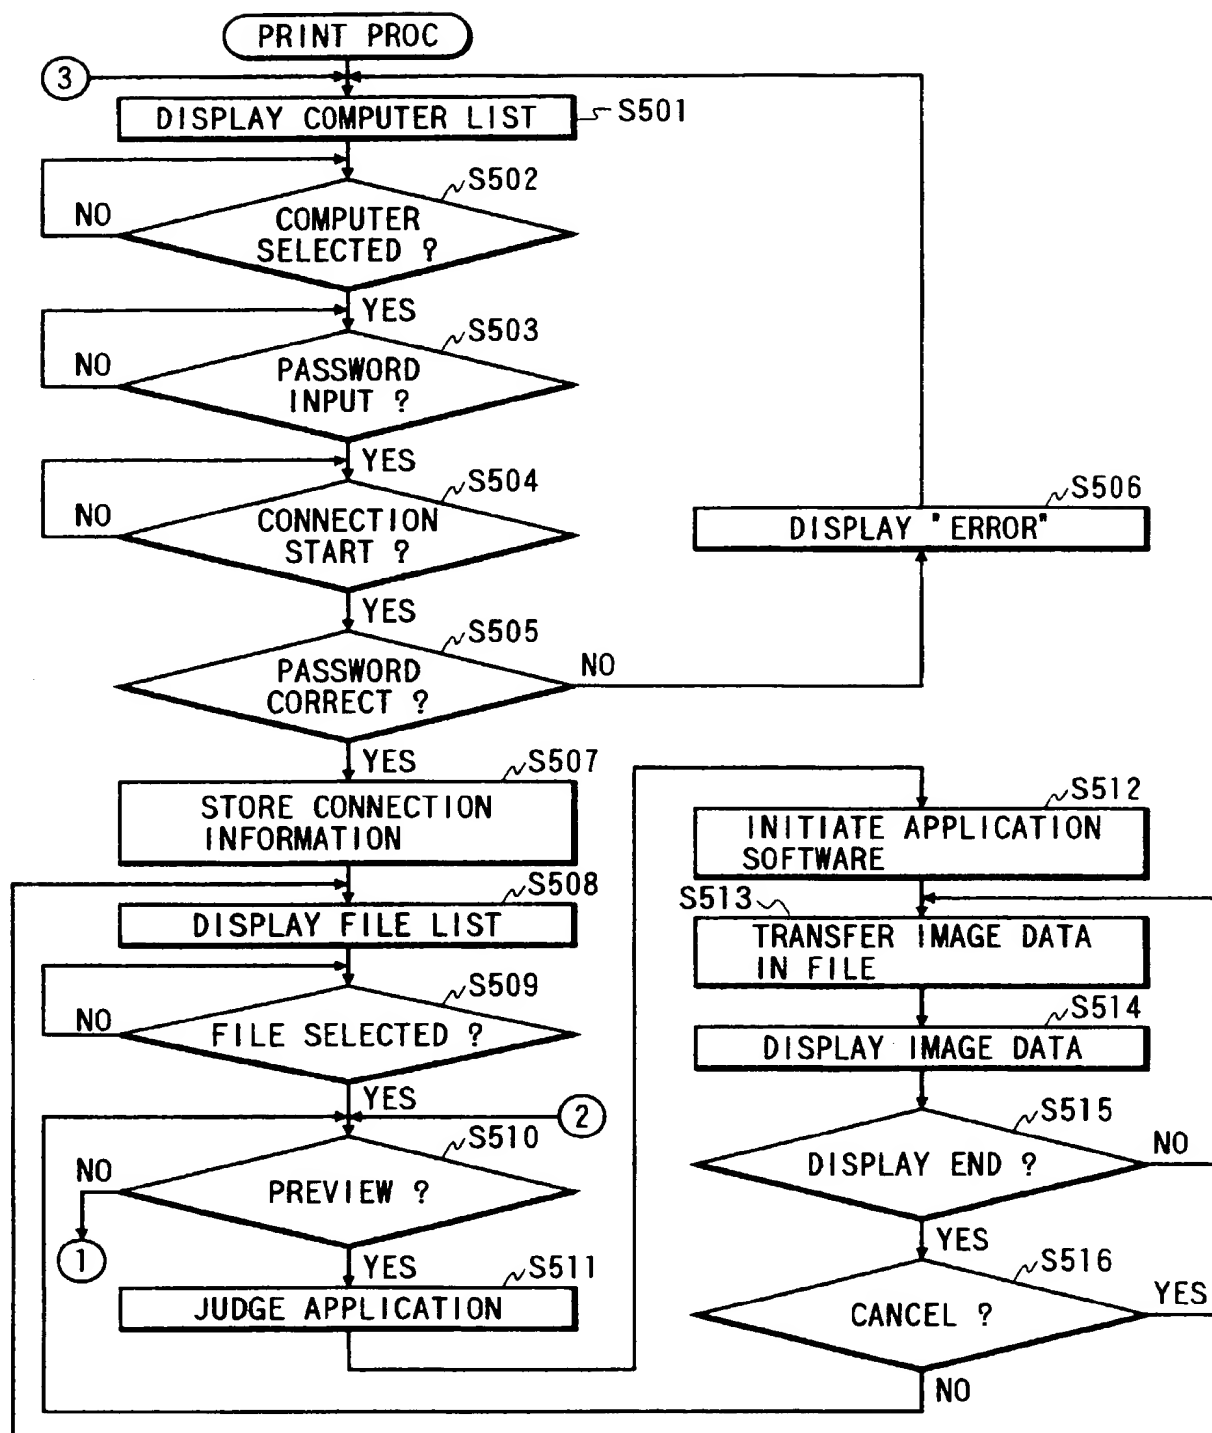 PRINT PROC
3
DISPLAY COMPUTER LIST
S501
S502
NO
COMPUTER
SELECTED ?
YES
S503
NO
PASSWORD
INPUT ?
YES
S504
NO
CONNECTION
START ?
S506
DISPLAY "ERROR"
YES
S505
PASSWORD
CORRECT ?
NO
YES
S507
STORE CONNECTION
INFORMATION
S508
DISPLAY FILE LIST
S509
NO
FILE SELECTED ?
YES
2
S510
NO
PREVIEW ?
1
YES
S511
JUDGE APPLICATION
S512
INITIATE APPLICATION
SOFTWARE
S513
TRANSFER IMAGE DATA
IN FILE
S514
DISPLAY IMAGE DATA
S515
DISPLAY END ?
NO
YES
S516
CANCEL ?
YES
NO